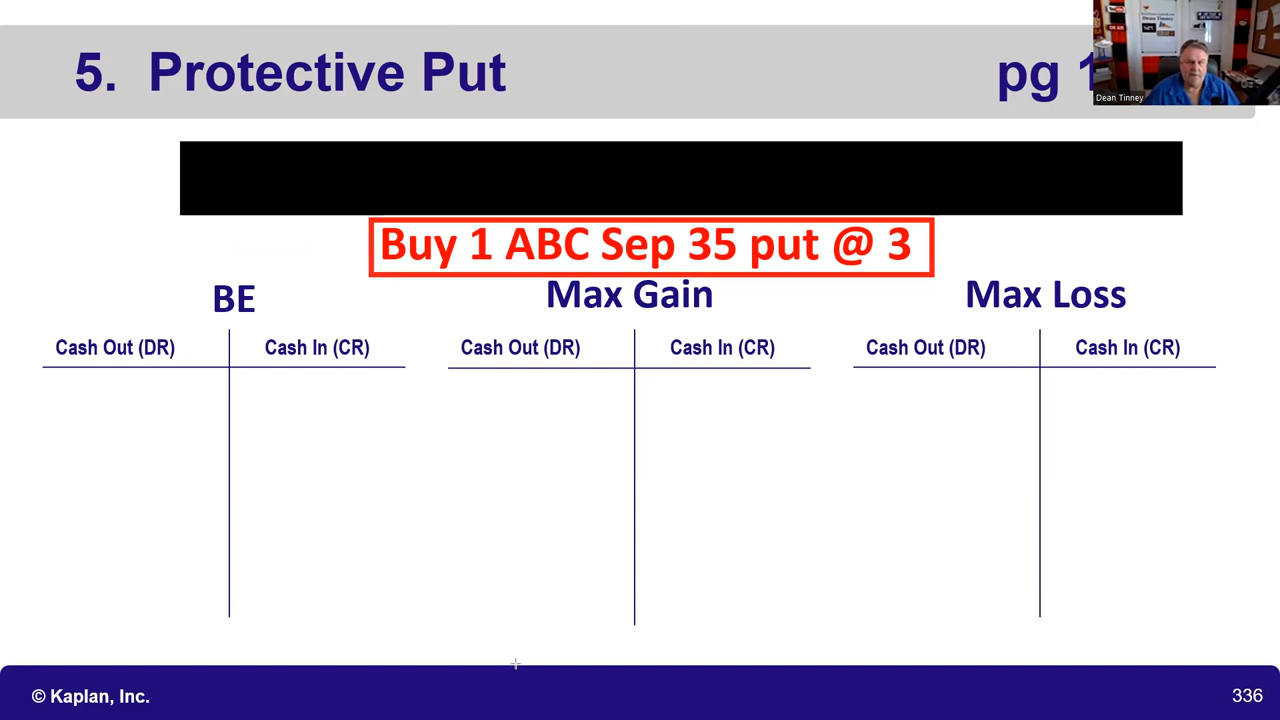 5. Protective Put
pg 1
Dean Tinney
Buy 1 ABC Sep 35 put @ 3
BE
Max Gain
Max Loss
Cash Out (DR)
Cash In (CR)
Cash Out (DR)
Cash In (CR)
Cash Out (DR)
Cash In (CR)
© Kaplan, Inc.
336